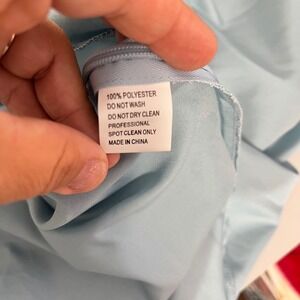 100% POLYESTER
DO NOT WASH
DO NOT DRY CLEAN
PROFESSIONAL
SPOT CLEAN ONLY
MADE IN CHINA